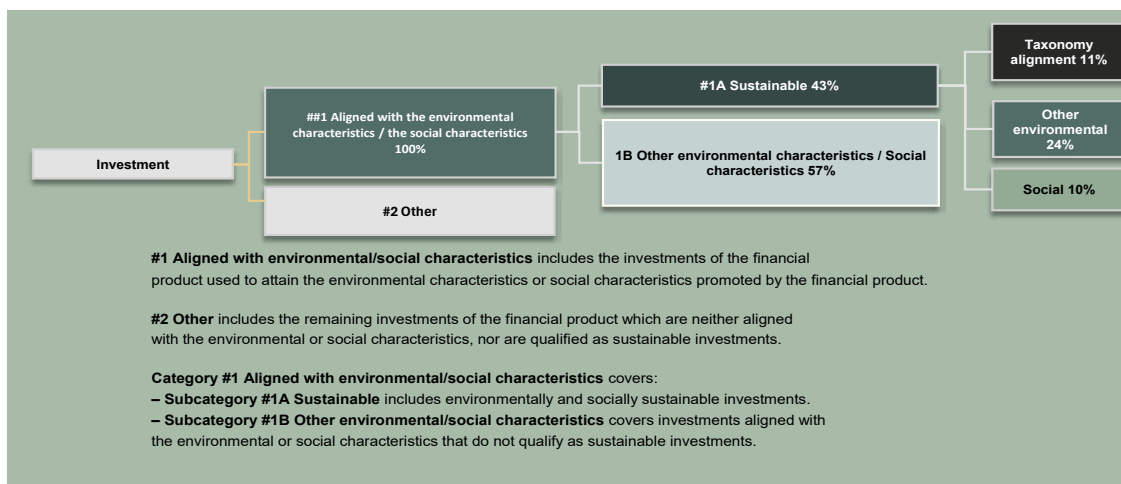 Investment
##1 Aligned with the environmental
characteristics / the social characteristics
100%
#2 Other
#1A Sustainable 43%
1B Other environmental characteristics / Social
characteristics 57%
Taxonomy
alignment 11%
Other
environmental
24%
Social 10%
#1 Aligned with environmental/social characteristics includes the investments of the financial
product used to attain the environmental characteristics or social characteristics promoted by the financial product.
#2 Other includes the remaining investments of the financial product which are neither aligned
with the environmental or social characteristics, nor are qualified as sustainable investments.
Category #1 Aligned with environmental/social characteristics covers:
– Subcategory #1A Sustainable includes environmentally and socially sustainable investments.
– Subcategory #1B Other environmental/social characteristics covers investments aligned with
the environmental or social characteristics that do not qualify as sustainable investments.